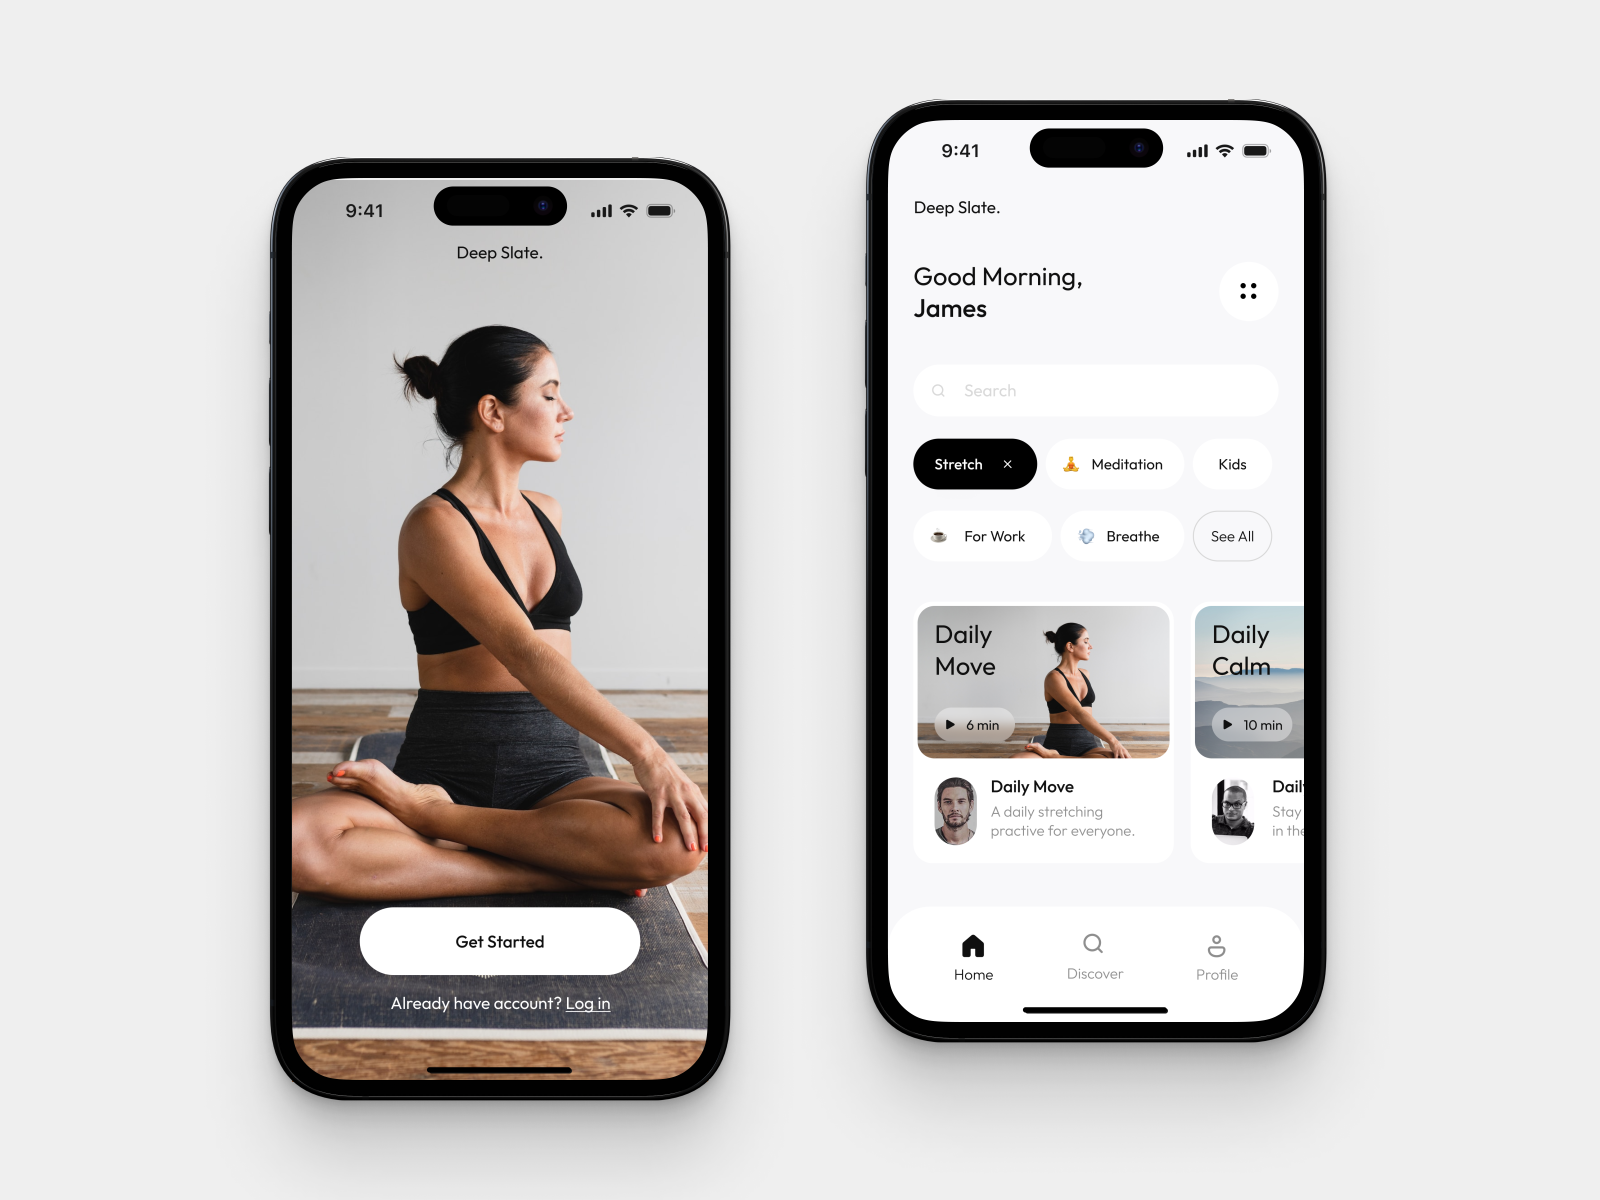 9:41
Deep Slate.
Get Started
Already have account? Log in
9:41
Deep Slate.
Good Morning,
James
Search
Stretch ×
Meditation
Kids
For Work
Breathe
See All
Daily
Move
6 min
Daily Move
A daily stretching
practive for everyone.
Daily
Calm
10 min
Dail
Stay
in the
Home
Discover
Profile